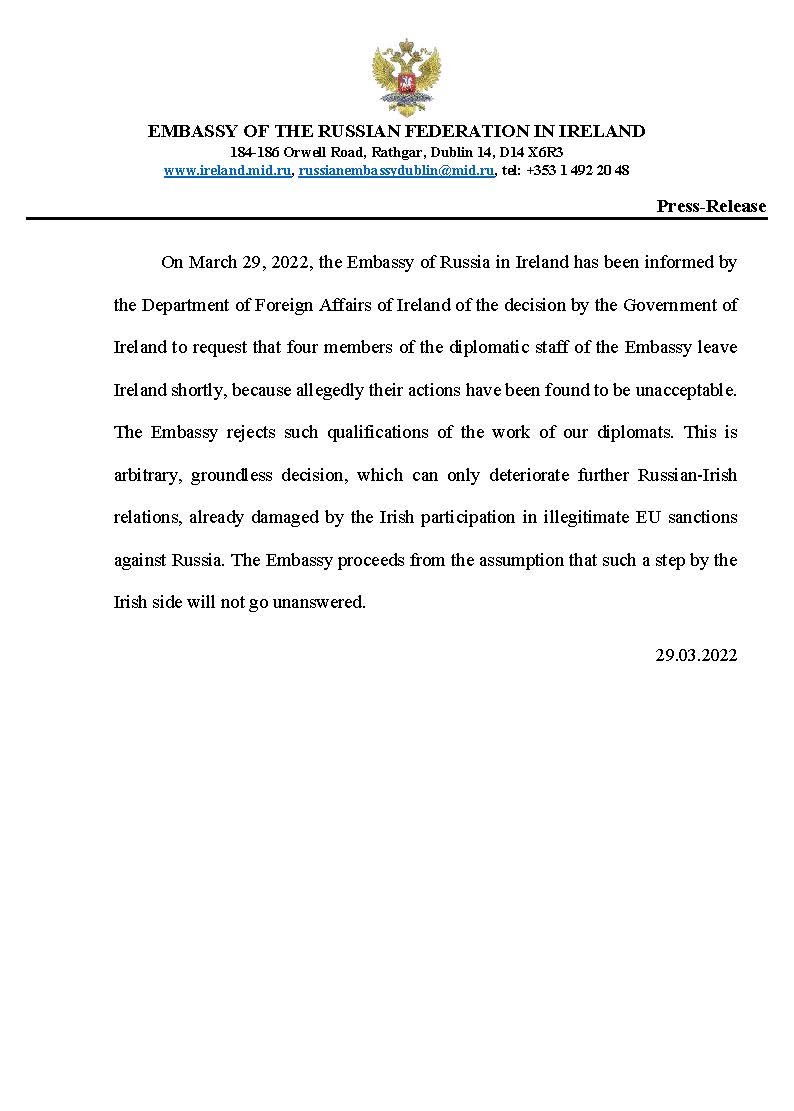 EMBASSY OF THE RUSSIAN FEDERATION IN IRELAND
184-186 Orwell Road, Rathgar, Dublin 14, D14 X6R3
www.ireland.mid.ru, russianembassydublin@mid.ru, tel: +353 1 492 20 48
Press-Release
On March 29, 2022, the Embassy of Russia in Ireland has been informed by
the Department of Foreign Affairs of Ireland of the decision by the Government of
Ireland to request that four members of the diplomatic staff of the Embassy leave
Ireland shortly, because allegedly their actions have been found to be unacceptable.
The Embassy rejects such qualifications of the work of our diplomats. This is
arbitrary, groundless decision, which can only deteriorate further Russian-Irish
relations, already damaged by the Irish participation in illegitimate EU sanctions
against Russia. The Embassy proceeds from the assumption that such a step by the
Irish side will not go unanswered.
29.03.2022